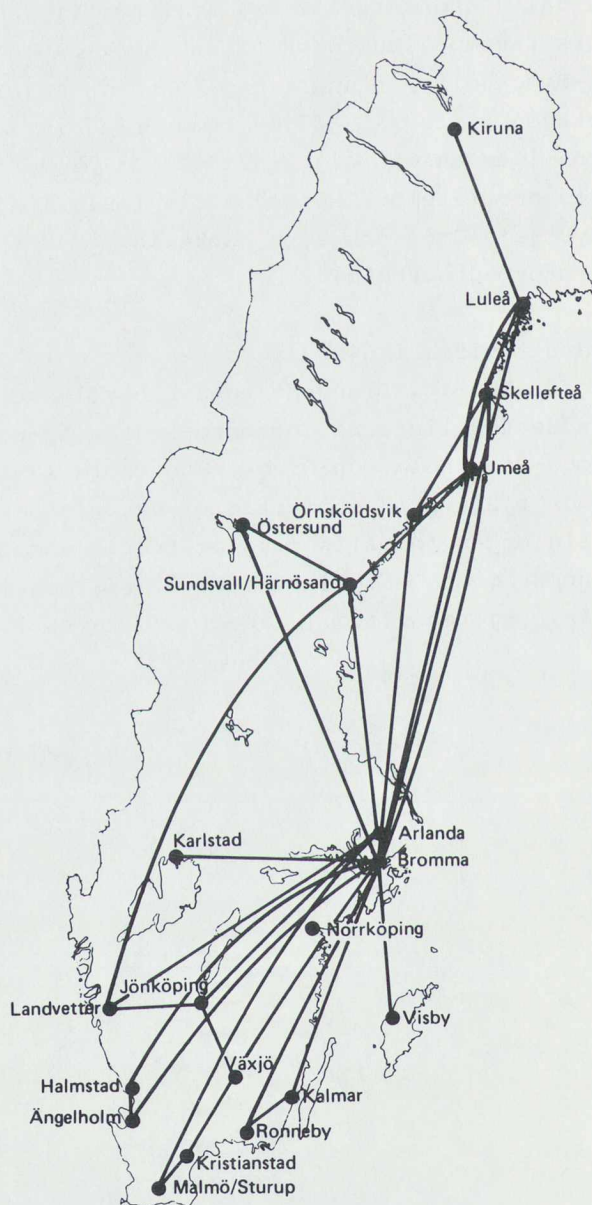 Kiruna
Luleå
Skellefteå
Umeå
Örnsköldsvik
Östersund
Sundsvall/Härnösand
Arlanda
Karlstad
Bromma
Norrköping
Jönköping
Landvetter
Visby
Växjö
Halmstad
Kalmar
Ängelholm
Ronneby
Kristianstad
Malmö/Sturup